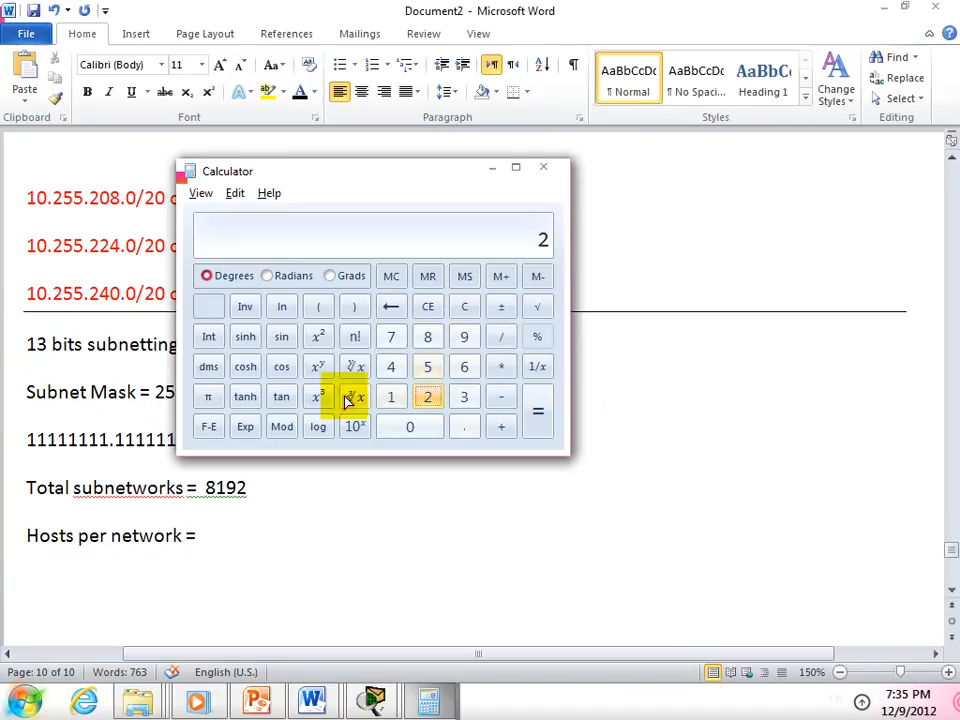 Document2 - Microsoft Word
File Home Insert Page Layout References Mailings Review View
Paste
Clipboard
Calibri (Body) 11
Font
Paragraph
AaBbCcDc AaBbCcDc AaBbC
¶ Normal ¶ No Spaci... Heading 1
Styles
Change
Styles
Find
Replace
Select
Editing
10.255.208.0/20
10.255.224.0/20
10.255.240.0/20
Calculator
View Edit Help
2
Degrees Radians Grads MC MR MS M+ M-
Inv ln ( ) ← CE C ± √
Int sinh sin x² n! 7 8 9 / %
dms cosh cos xʸ ʸ√x 4 5 6 * 1/x
π tanh tan x³ ³√x 1 2 3 - =
F-E Exp Mod log 10ˣ 0 . +
13 bits subnetting
Subnet Mask = 25
11111111.111111
Total subnetworks = 8192
Hosts per network =
Page: 10 of 10 Words: 763 English (U.S.) 150%
7:35 PM
12/9/2012